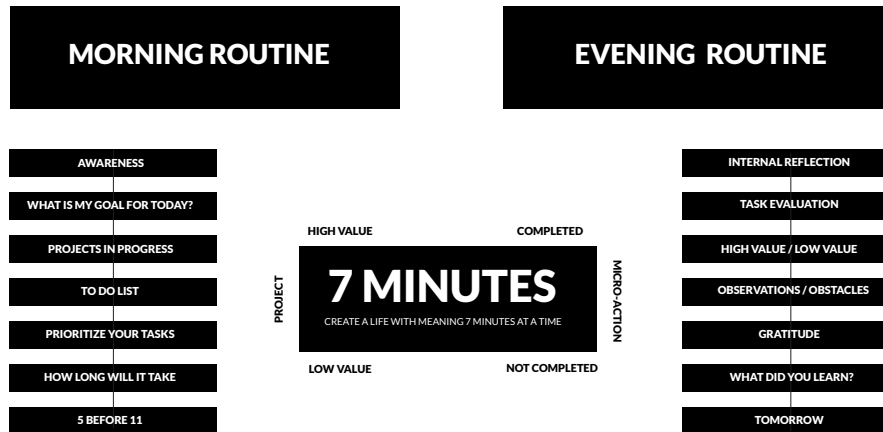 MORNING ROUTINE
EVENING ROUTINE
AWARENESS
WHAT IS MY GOAL FOR TODAY?
PROJECTS IN PROGRESS
TO DO LIST
PRIORITIZE YOUR TASKS
HOW LONG WILL IT TAKE
5 BEFORE 11
HIGH VALUE
COMPLETED
PROJECT
7 MINUTES
CREATE A LIFE WITH MEANING 7 MINUTES AT A TIME
MICRO-ACTION
LOW VALUE
NOT COMPLETED
INTERNAL REFLECTION
TASK EVALUATION
HIGH VALUE / LOW VALUE
OBSERVATIONS / OBSTACLES
GRATITUDE
WHAT DID YOU LEARN?
TOMORROW